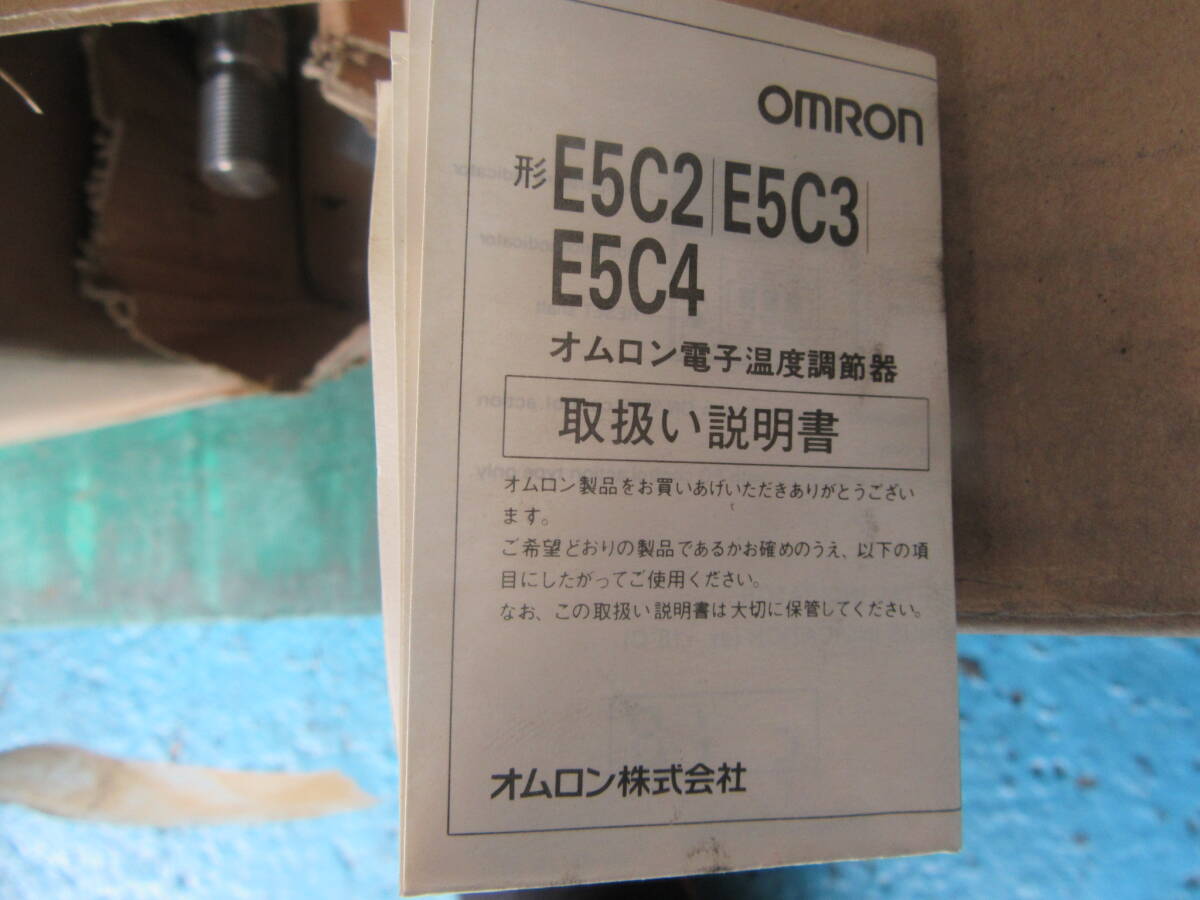 OMRON
形E5C2|E5C3|
E5C4
オムロン電子温度調節器
取扱い説明書
オムロン製品をお買いあげいただきありがとうござい
ます。
ご希望どおりの製品であるかお確めのうえ、以下の項
目にしたがってご使用ください。
なお、この取扱い説明書は大切に保管してください。
オムロン株式会社